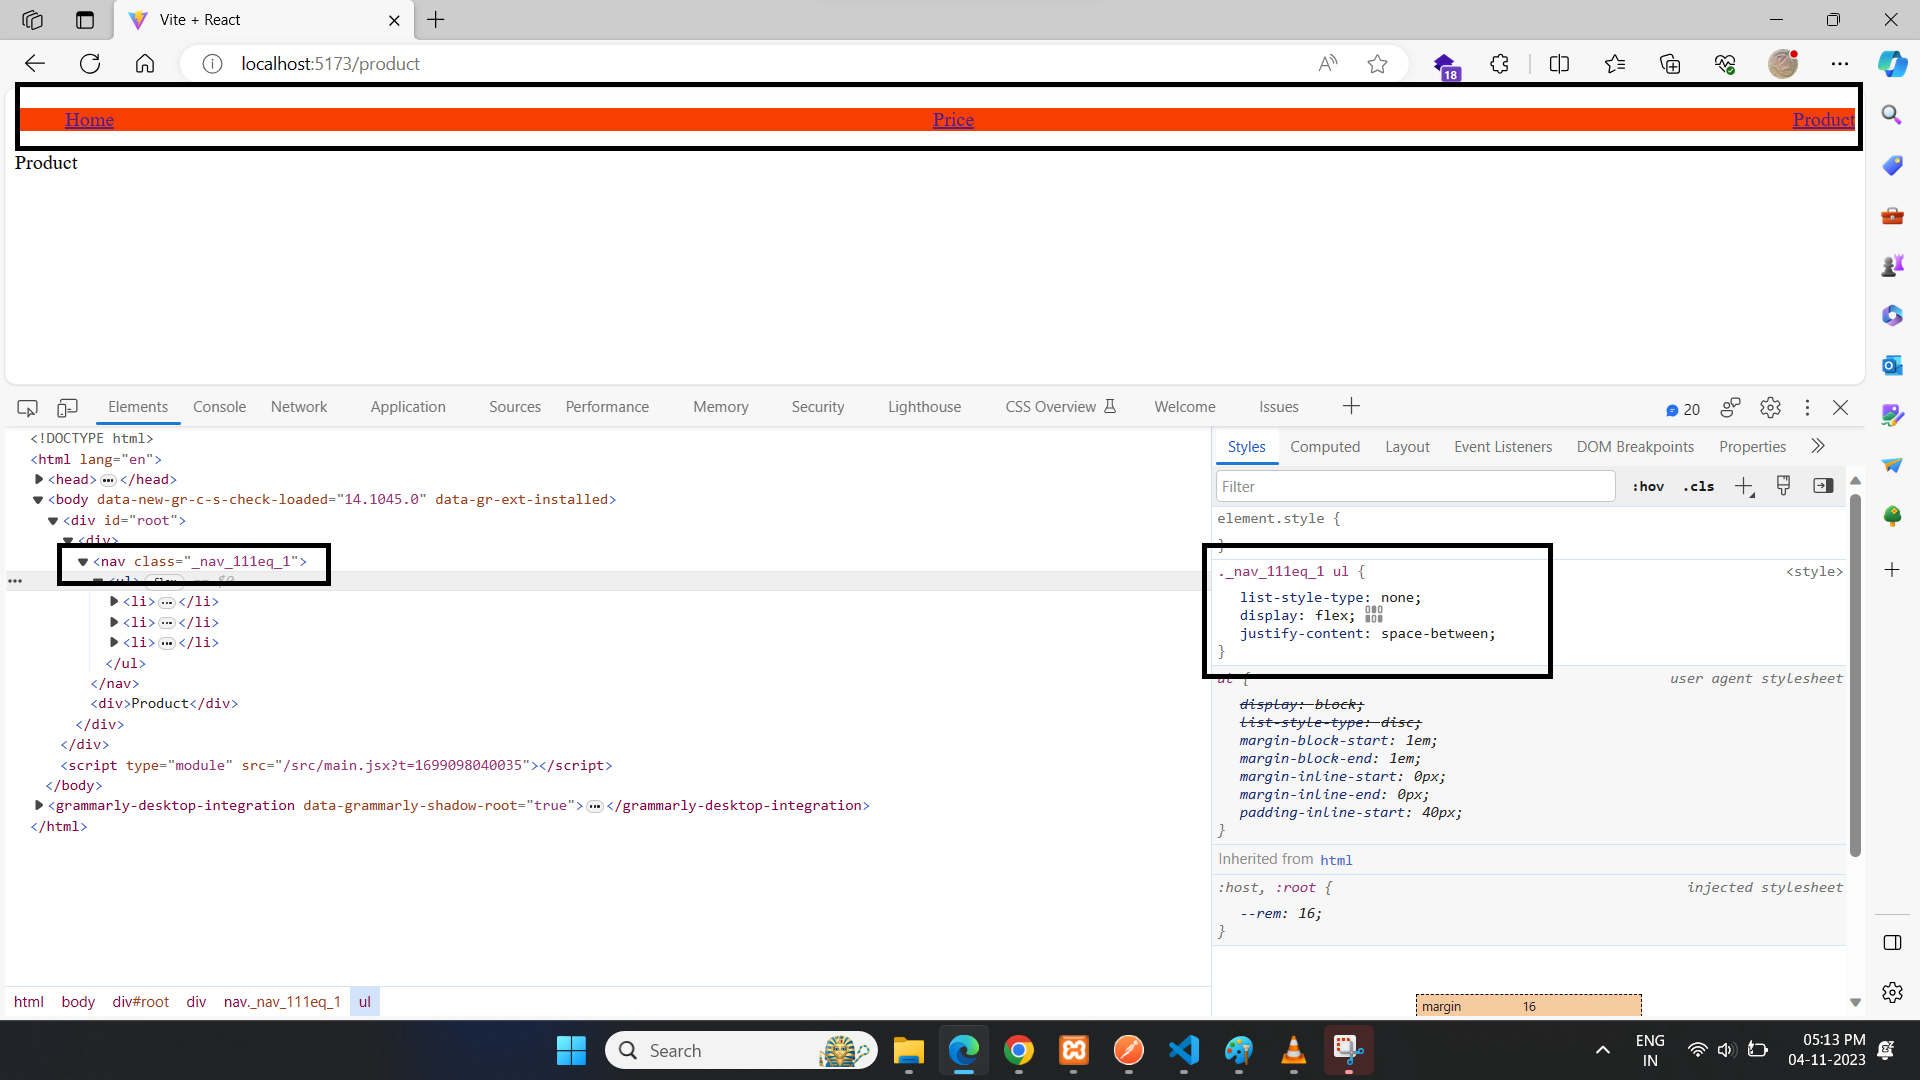 Vite + React
localhost:5173/product
18
Home Price Product
Product
Elements Console Network Application Sources Performance Memory Security Lighthouse CSS Overview Welcome Issues 20
<!DOCTYPE html>
<html lang="en">
<head> </head>
<body data-new-gr-c-s-check-loaded="14.1045.0" data-gr-ext-installed>
<div id="root">
<div>
<nav class="_nav_111eq_1">
<ul> flex == $0
<li> </li>
<li> </li>
<li> </li>
</ul>
</nav>
<div>Product</div>
</div>
</div>
<script type="module" src="/src/main.jsx?t=1699098040035"></script>
</body>
<grammarly-desktop-integration data-grammarly-shadow-root="true"> </grammarly-desktop-integration>
</html>
html body div#root div nav._nav_111eq_1 ul
Styles Computed Layout Event Listeners DOM Breakpoints Properties
Filter :hov .cls
element.style {
}
._nav_111eq_1 ul { <style>
list-style-type: none;
display: flex;
justify-content: space-between;
}
ul { user agent stylesheet
display: block;
list-style-type: disc;
margin-block-start: 1em;
margin-block-end: 1em;
margin-inline-start: 0px;
margin-inline-end: 0px;
padding-inline-start: 40px;
}
Inherited from html
:host, :root { injected stylesheet
--rem: 16;
}
margin 16
Search
ENG
IN
05:13 PM
04-11-2023